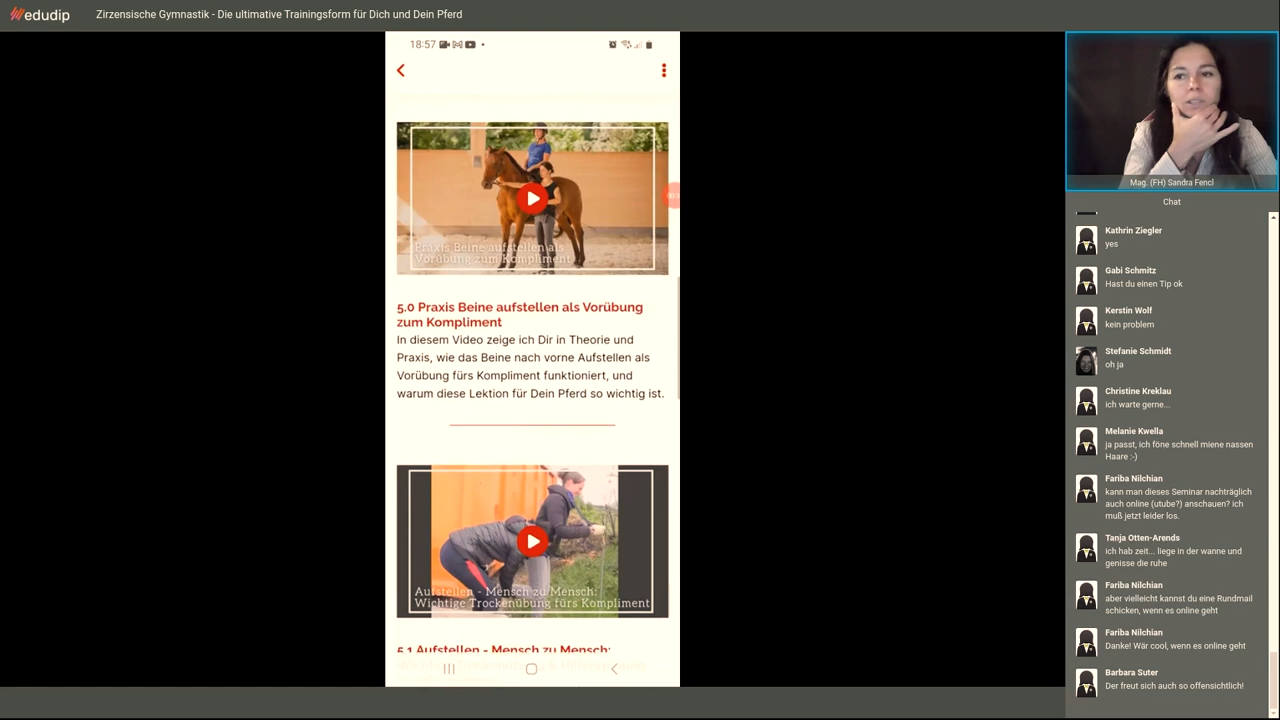 edudip
Zirzensische Gymnastik - Die ultimative Trainingsform für Dich und Dein Pferd
18:57
Praxis Beine aufstellen als
Vorübung zum Kompliment
5.0 Praxis Beine aufstellen als Vorübung
zum Kompliment
In diesem Video zeige ich Dir in Theorie und
Praxis, wie das Beine nach vorne Aufstellen als
Vorübung fürs Kompliment funktioniert, und
warum diese Lektion für Dein Pferd so wichtig ist.
Aufstellen - Mensch zu Mensch:
Wichtige Trockenübung fürs Kompliment
5.1 Aufstellen - Mensch zu Mensch:
Mag. (FH) Sandra Fencl
Chat
Kathrin Ziegler
yes
Gabi Schmitz
Hast du einen Tip ok
Kerstin Wolf
kein problem
Stefanie Schmidt
oh ja
Christine Kreklau
ich warte gerne...
Melanie Kwella
ja passt, ich föne schnell miene nassen
Haare :-)
Fariba Nilchian
kann man dieses Seminar nachträglich
auch online (utube?) anschauen? ich
muß jetzt leider los.
Tanja Otten-Arends
ich hab zeit... liege in der wanne und
genisse die ruhe
Fariba Nilchian
aber vielleicht kannst du eine Rundmail
schicken, wenn es online geht
Fariba Nilchian
Danke! Wär cool, wenn es online geht
Barbara Suter
Der freut sich auch so offensichtlich!